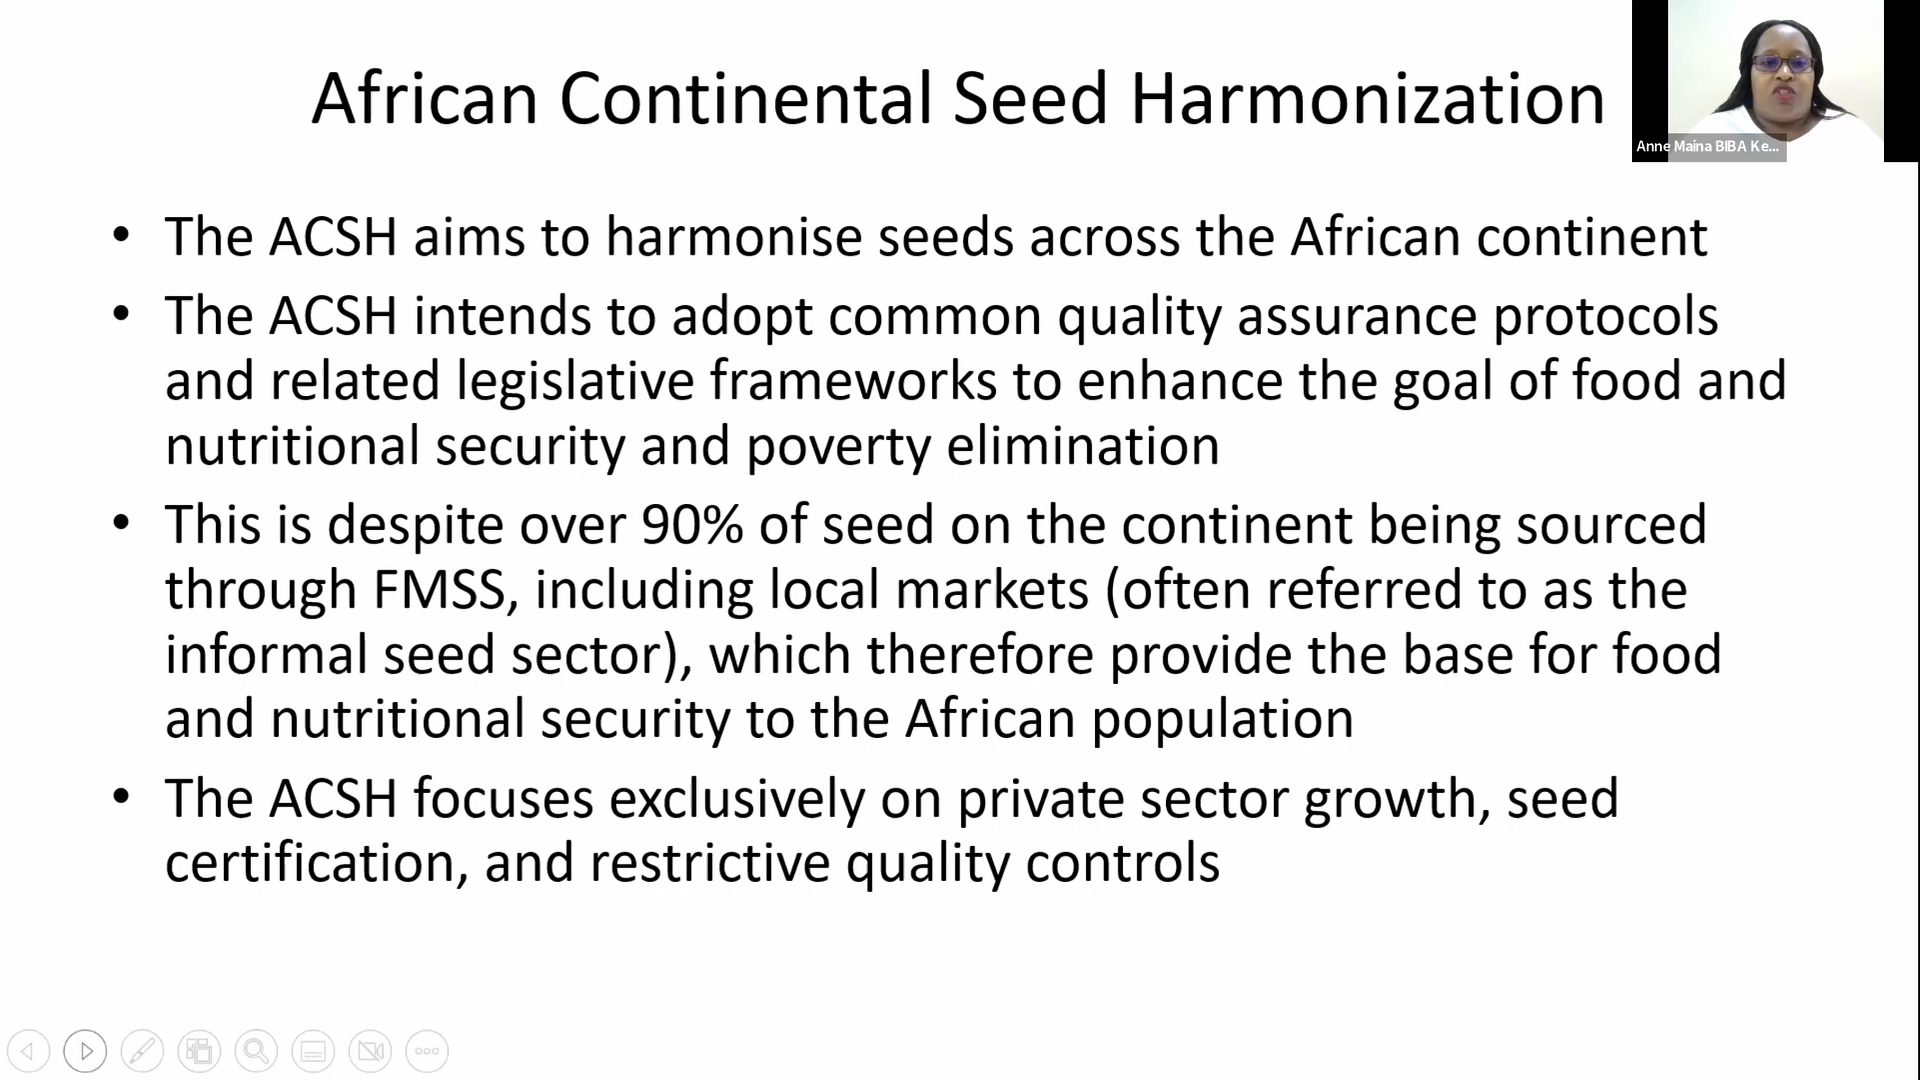 African Continental Seed Harmonization
Anne Maina BIBA Ke...
• The ACSH aims to harmonise seeds across the African continent
• The ACSH intends to adopt common quality assurance protocols
and related legislative frameworks to enhance the goal of food and
nutritional security and poverty elimination
• This is despite over 90% of seed on the continent being sourced
through FMSS, including local markets (often referred to as the
informal seed sector), which therefore provide the base for food
and nutritional security to the African population
• The ACSH focuses exclusively on private sector growth, seed
certification, and restrictive quality controls